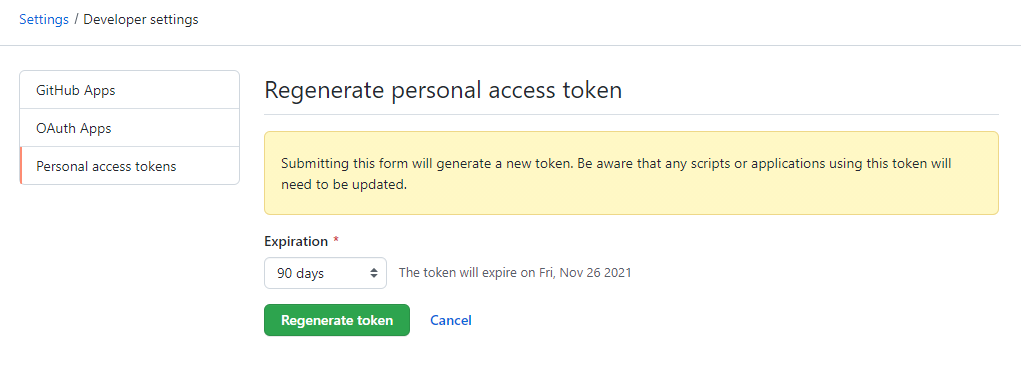 Settings / Developer settings
GitHub Apps
OAuth Apps
Personal access tokens
Regenerate personal access token
Submitting this form will generate a new token. Be aware that any scripts or applications using this token will
need to be updated.
Expiration *
90 days
The token will expire on Fri, Nov 26 2021
Regenerate token
Cancel